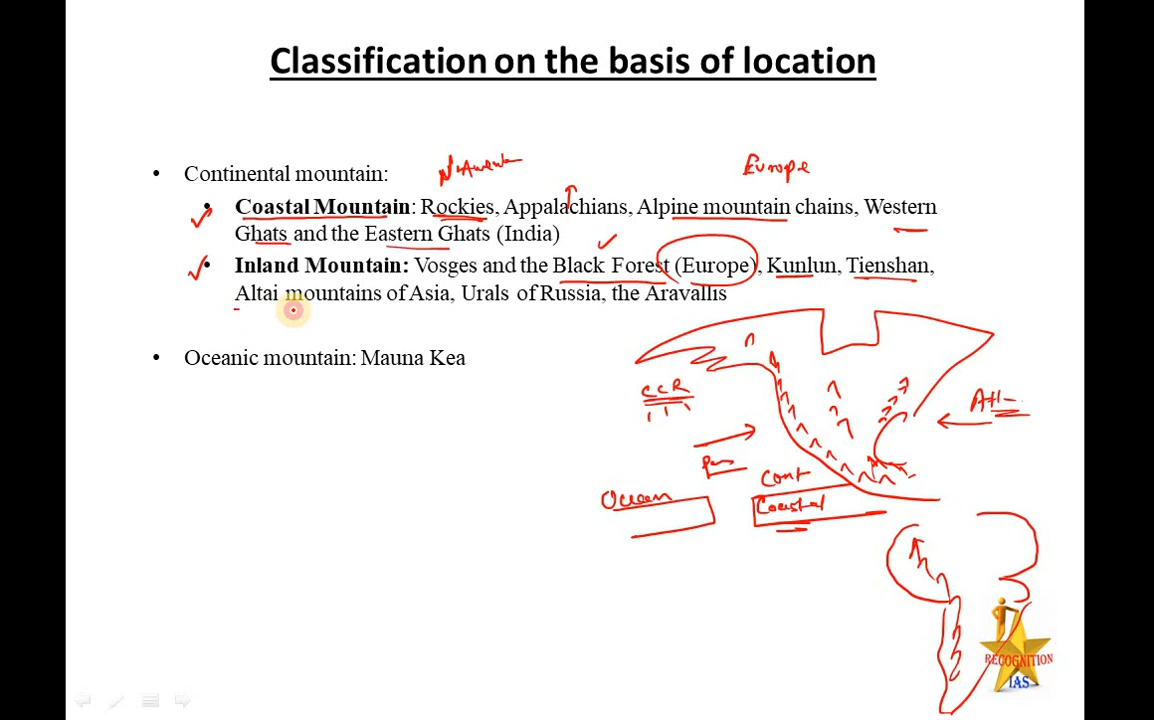 Classification on the basis of location
• Continental mountain:
N·Ament
Europe
• Coastal Mountain: Rockies, Appalachians, Alpine mountain chains, Western
Ghats and the Eastern Ghats (India)
• Inland Mountain: Vosges and the Black Forest (Europe), Kunlun, Tienshan,
Altai mountains of Asia, Urals of Russia, the Aravallis
• Oceanic mountain: Mauna Kea
CCR
Atl-
Cont
Ocean
Coastal
RECOGNITION
IAS